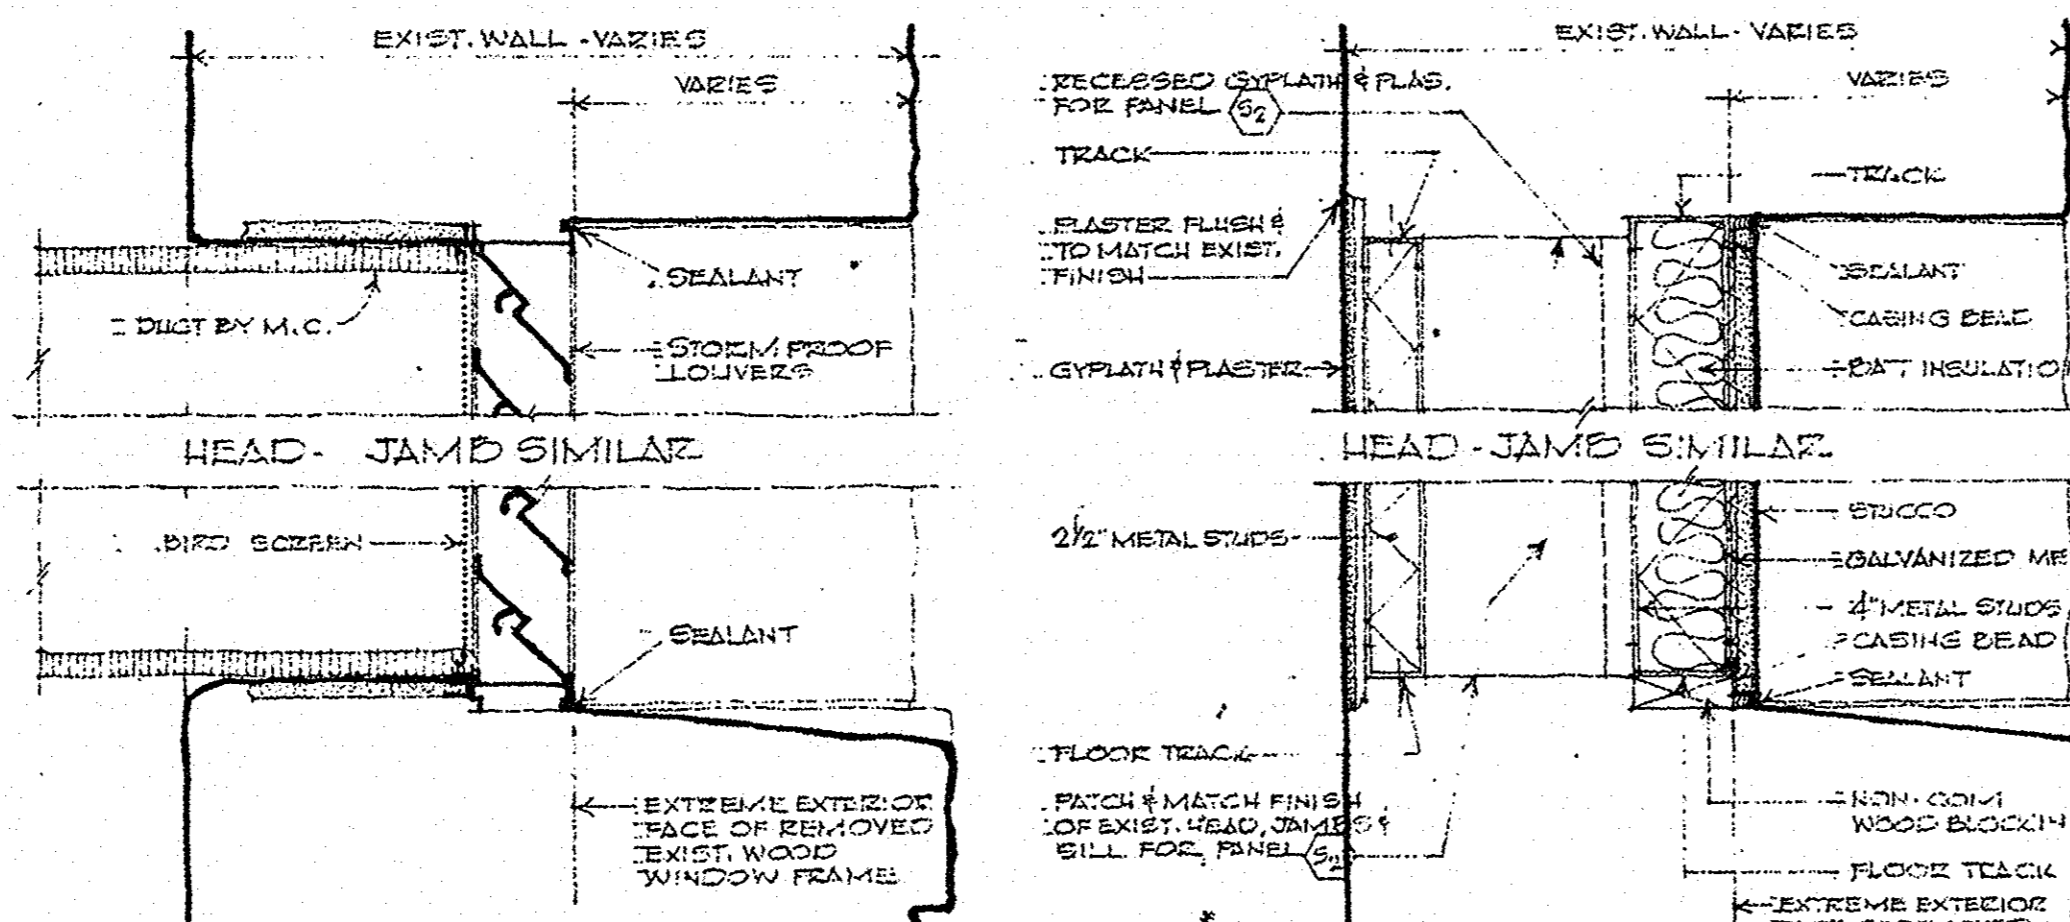 EXIST. WALL - VARIES
VARIES
SEALANT
DUCT BY M.C.
STORM PROOF
LOUVERS
HEAD - JAMB SIMILAR
BIRD SCREEN
SEALANT
EXTREME EXTERIOR
FACE OF REMOVED
EXIST. WOOD
WINDOW FRAME
EXIST. WALL - VARIES
VARIES
RECESSED GYPLATH & PLAS.
FOR PANEL S2
TRACK
TRACK
PLASTER FLUSH &
TO MATCH EXIST.
FINISH
SEALANT
CASING BEAD
GYPLATH & PLASTER
BATT INSULATIO
HEAD - JAMB SIMILAR
STUCCO
2 1/2" METAL STUDS
GALVANIZED ME
4" METAL STUDS
CASING BEAD
SEALANT
FLOOR TRACK
PATCH & MATCH FINISH
OF EXIST. HEAD, JAMBS &
SILL FOR PANEL S2
NON-COM
WOOD BLOCKIN
FLOOR TRACK
EXTREME EXTERIOR